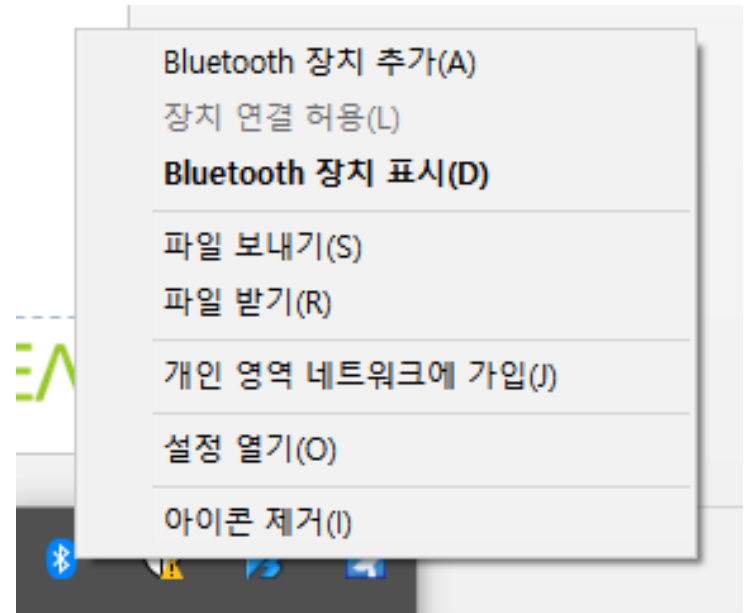 Bluetooth 장치 추가(A)
장치 연결 허용(L)
Bluetooth 장치 표시(D)
파일 보내기(S)
파일 받기(R)
개인 영역 네트워크에 가입(J)
설정 열기(O)
아이콘 제거(I)